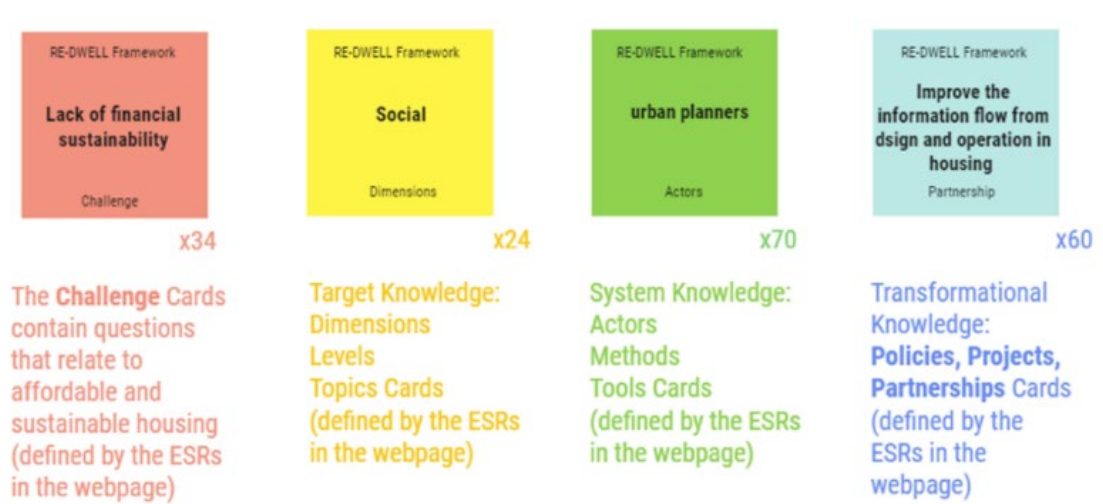 RE-DWELL Framework
Lack of financial
sustainability
Challenge
x34
The Challenge Cards
contain questions
that relate to
affordable and
sustainable housing
(defined by the ESRs
in the webpage)
RE-DWELL Framework
Social
Dimensions
x24
Target Knowledge:
Dimensions
Levels
Topics Cards
(defined by the ESRs
in the webpage)
RE-DWELL Framework
urban planners
Actors
x70
System Knowledge:
Actors
Methods
Tools Cards
(defined by the ESRs
in the webpage)
RE-DWELL Framework
Improve the
information flow from
dsign and operation in
housing
Partnership
x60
Transformational
Knowledge:
Policies, Projects,
Partnerships Cards
(defined by the
ESRs in the
webpage)